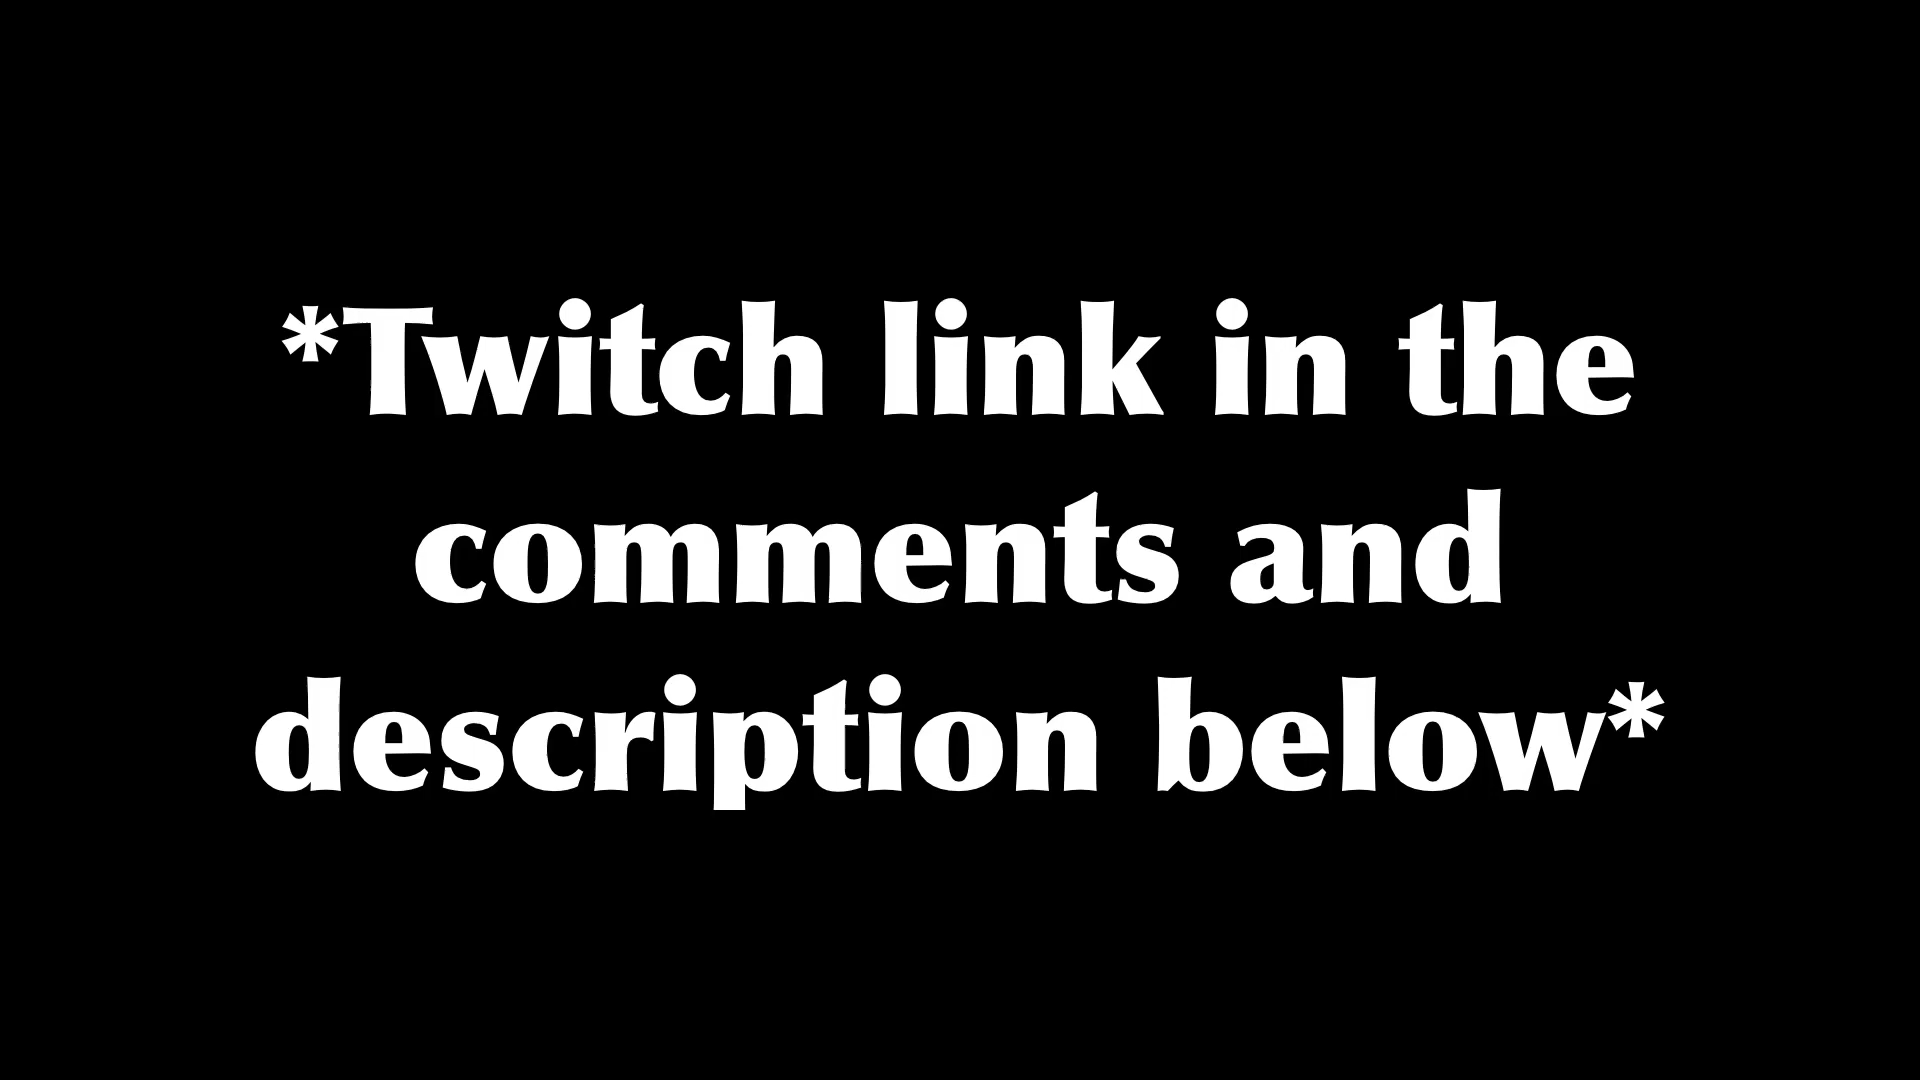 *Twitch link in the
comments and
description below*